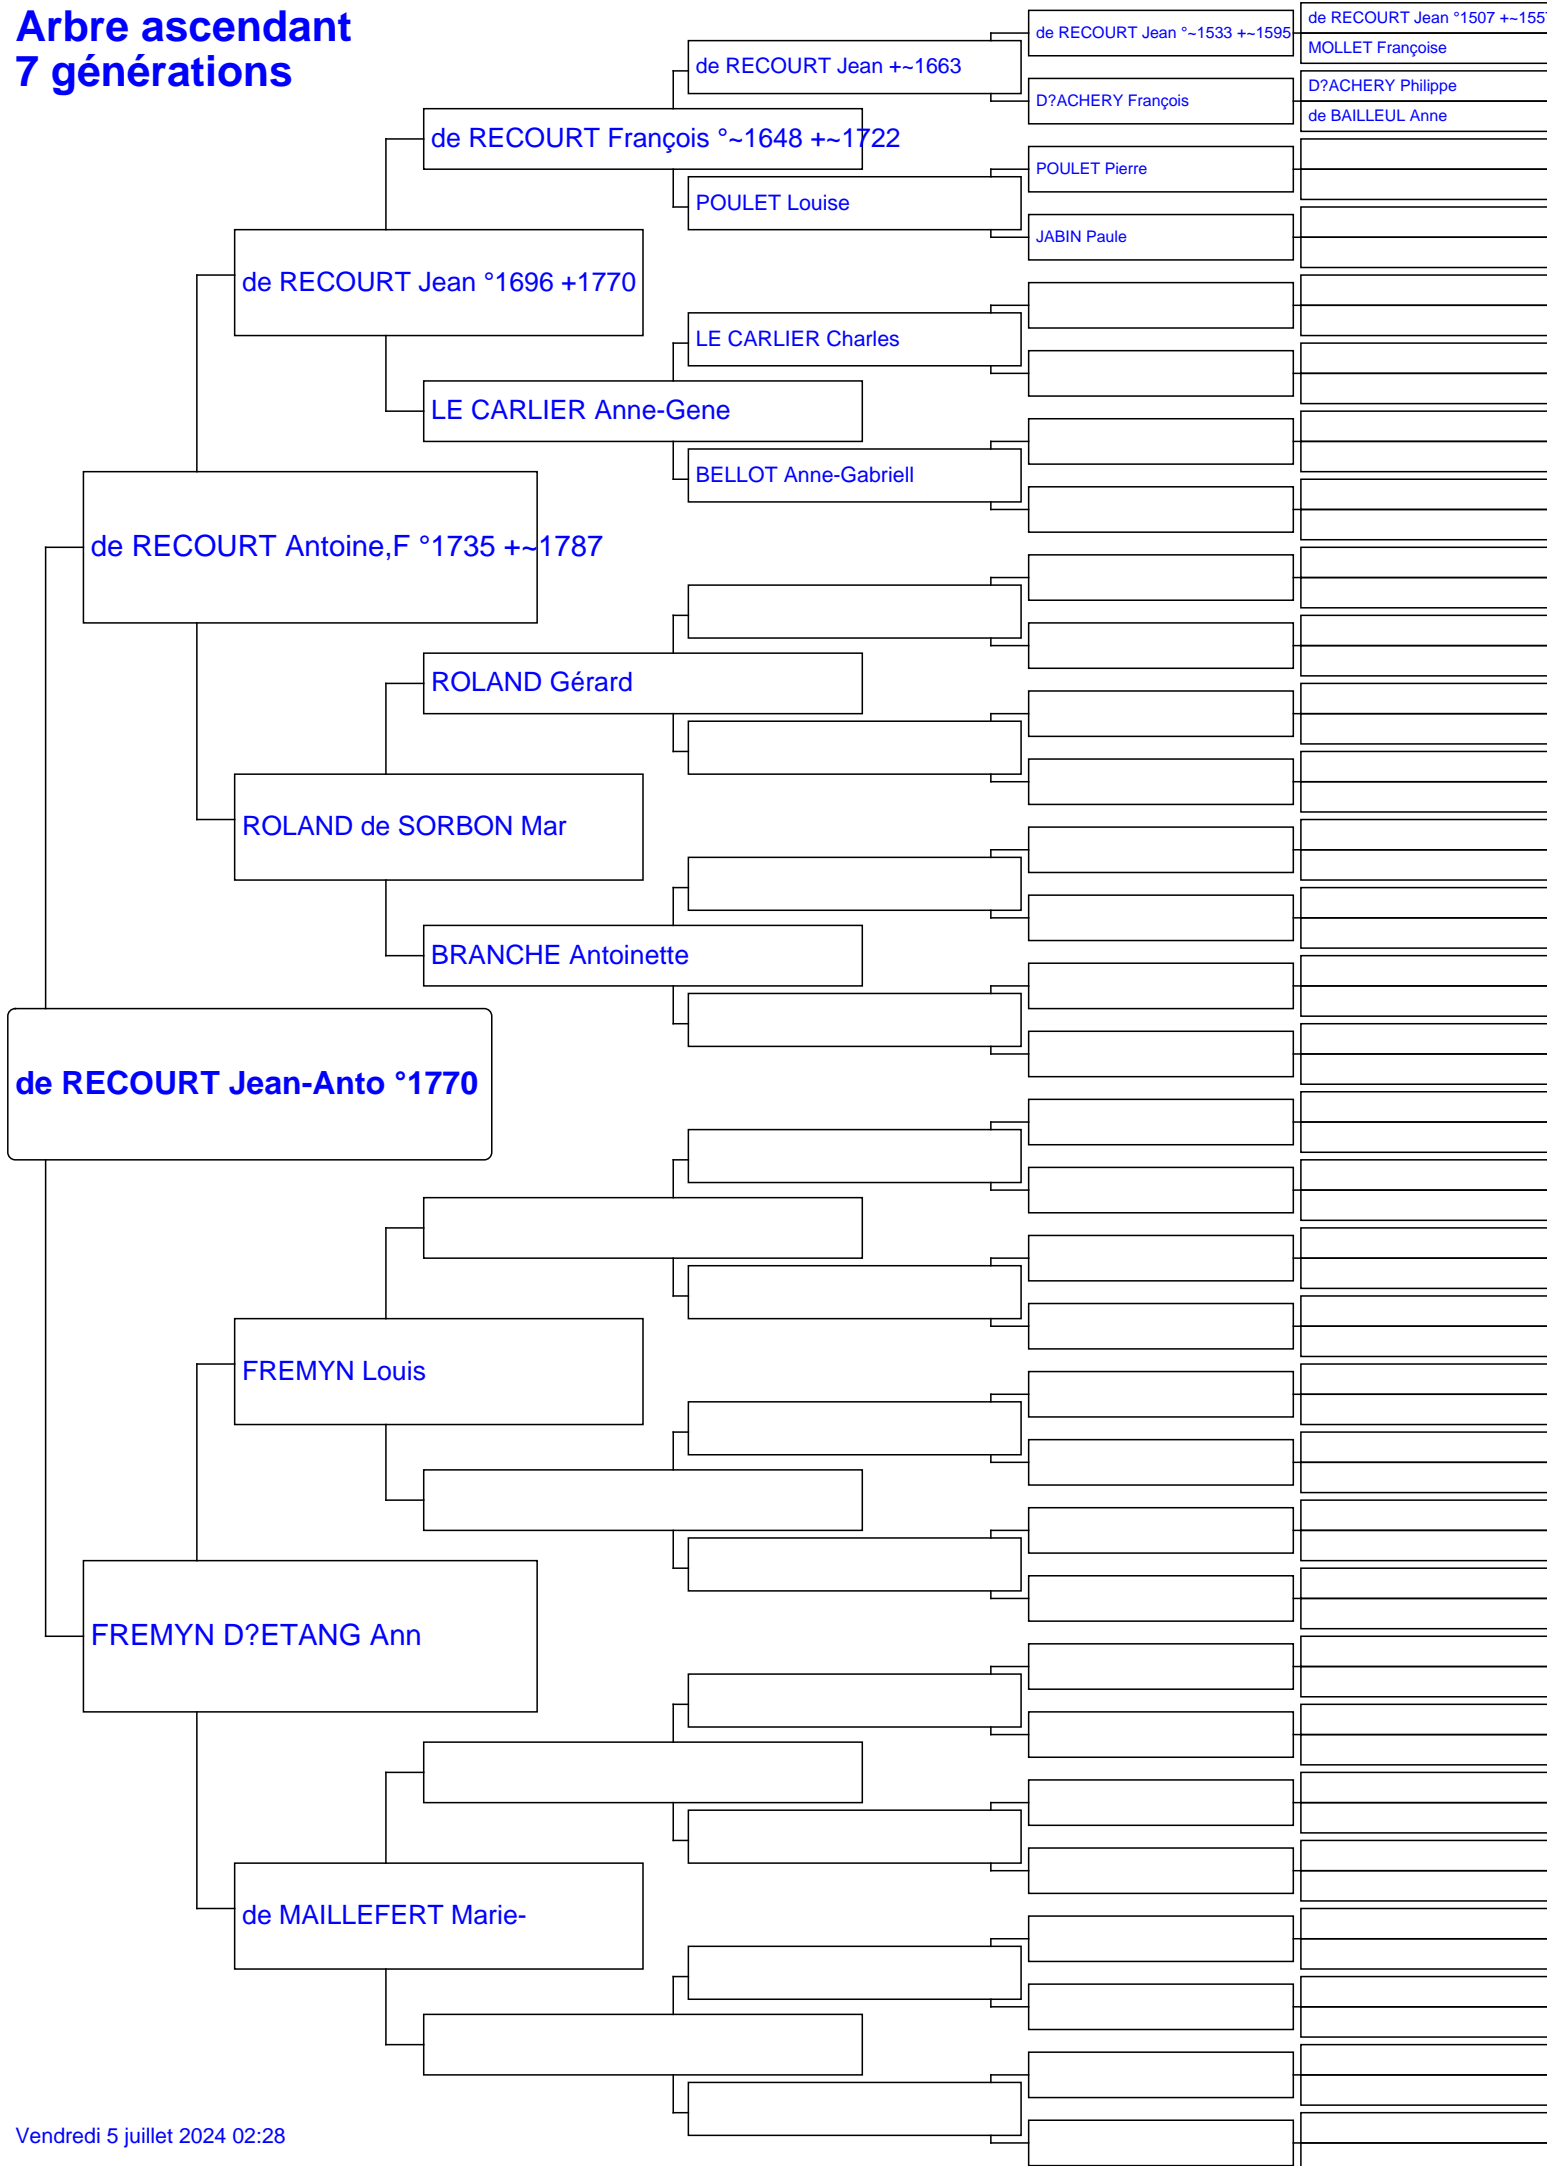 Arbre ascendant
7 générations
de RECOURT Jean °1507 +~155
de RECOURT Jean °~1533 +~1595
MOLLET Françoise
de RECOURT Jean +~1663
D?ACHERY Philippe
D?ACHERY François
de BAILLEUL Anne
de RECOURT François °~1648 +~1722
POULET Pierre
POULET Louise
JABIN Paule
de RECOURT Jean °1696 +1770
LE CARLIER Charles
LE CARLIER Anne-Gene
BELLOT Anne-Gabriell
de RECOURT Antoine,F °1735 +~1787
ROLAND Gérard
ROLAND de SORBON Mar
BRANCHE Antoinette
de RECOURT Jean-Anto °1770
FREMYN Louis
FREMYN D?ETANG Ann
de MAILLEFERT Marie-
Vendredi 5 juillet 2024 02:28